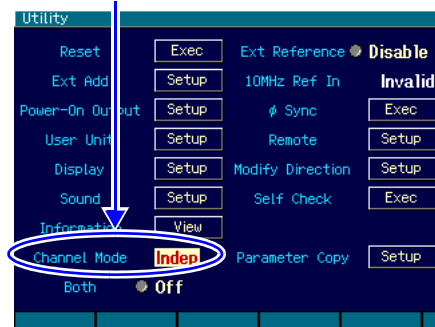 Utility
Reset Exec Ext Reference Disable
Ext Add Setup 10MHz Ref In Invalid
Power-On Output Setup ϕ Sync Exec
User Unit Setup Remote Setup
Display Setup Modify Direction Setup
Sound Setup Self Check Exec
Information View
Channel Mode Indep Parameter Copy Setup
Both Off